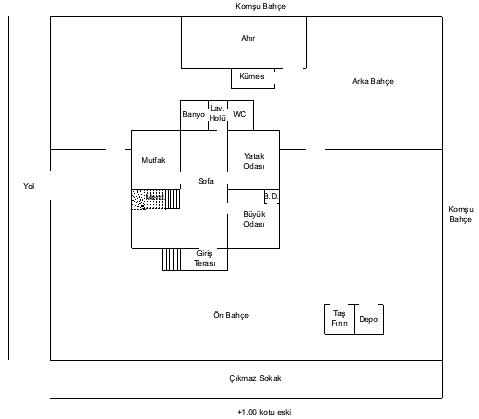 Komşu Bahçe
Ahır
Kümes
Arka Bahçe
Banyo
Lav.
Holü
WC
Mutfak
Yatak
Odası
Yol
Sofa
B.D.
Komşu
Bahçe
Büyük
Odası
Giriş
Terası
Ön Bahçe
Taş
Fırın
Depo
Çıkmaz Sokak
+1.00 kotu eski